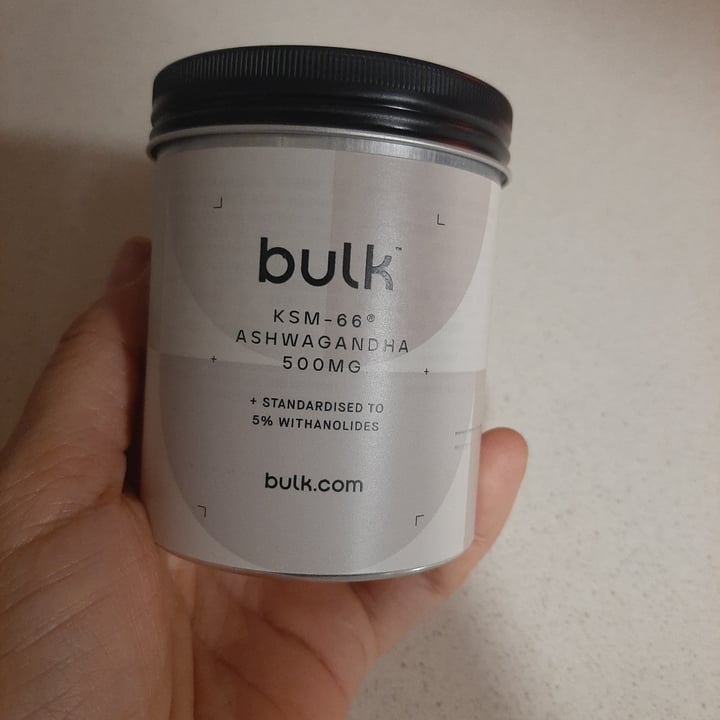 bulk™
KSM-66®
ASHWAGANDHA
500MG
+ STANDARDISED TO
5% WITHANOLIDES
bulk.com